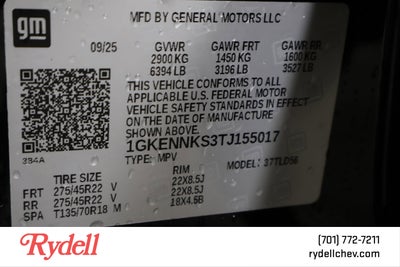 gm
MFD BY GENERAL MOTORS LLC
09/25 GVWR GAWR FRT GAWR RR
2900 KG 1450 KG 1600 KG
6394 LB 3196 LB 3527 LB
THIS VEHICLE CONFORMS TO ALL
APPLICABLE U.S. FEDERAL MOTOR
VEHICLE SAFETY STANDARDS IN EFFECT
ON THE DATE OF MANUFACTURE
SHOWN ABOVE.
1GKENNKS3TJ155017
TYPE: MPV MODEL: 37TLD56
TIRE SIZE RIM
FRT 275/45R22 V 22X8.5J
RR 275/45R22 V 22X8.5J
SPA T135/70R18 M 18X4.5B
Rydell
(701) 772-7211
rydellchev.com